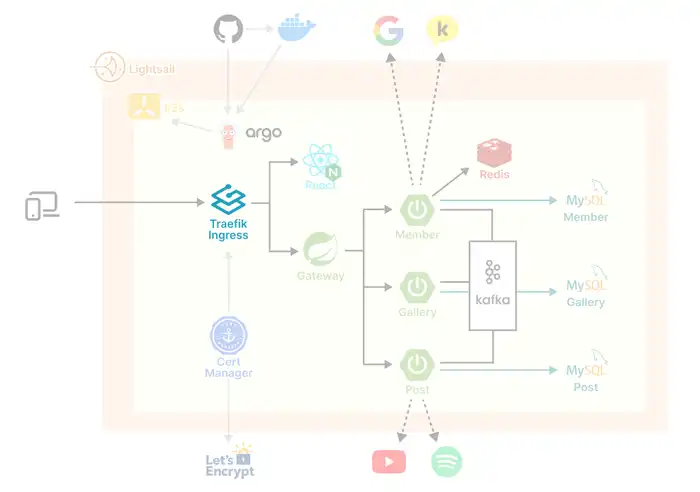 k
Lightsail
k3s
argo
Redis
React
N
Traefik
Ingress
MySQL
Member
Member
Gateway
kafka
MySQL
Gallery
Gallery
Cert
Manager
MySQL
Post
Post
Let's
Encrypt